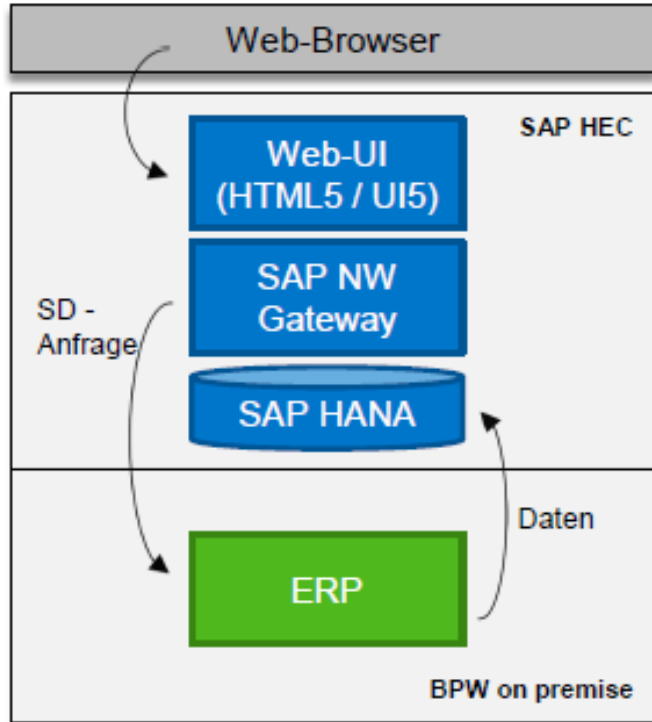 Web-Browser
SAP HEC
Web-UI
(HTML5 / UI5)
SAP NW
Gateway
SD -
Anfrage
SAP HANA
Daten
ERP
BPW on premise